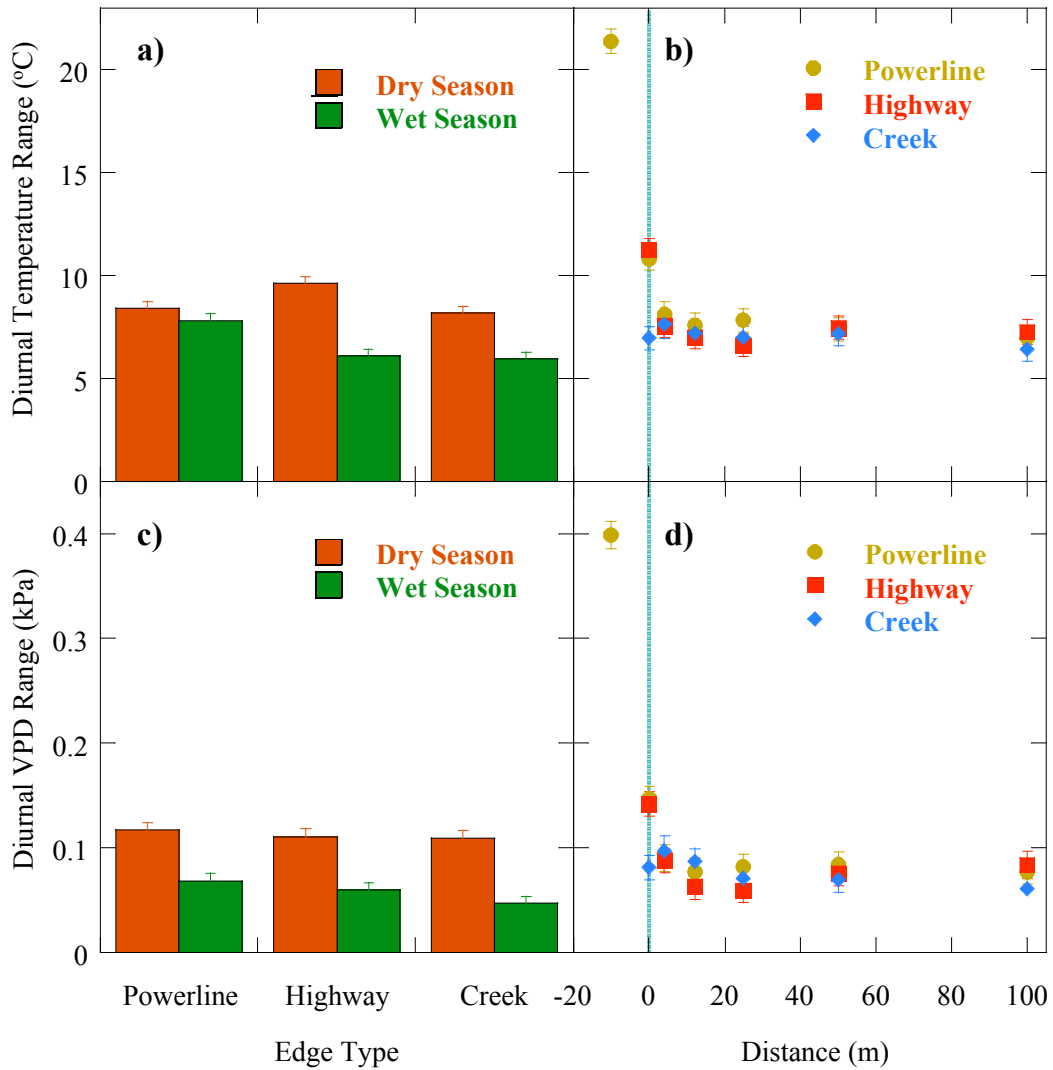 a)
Dry Season
Wet Season
b)
Powerline
Highway
Creek
Diurnal Temperature Range (°C)
20
15
10
5
0
c)
Dry Season
Wet Season
d)
Powerline
Highway
Creek
Diurnal VPD Range (kPa)
0.4
0.3
0.2
0.1
0
Powerline
Highway
Creek
-20
0
20
40
60
80
100
Edge Type
Distance (m)